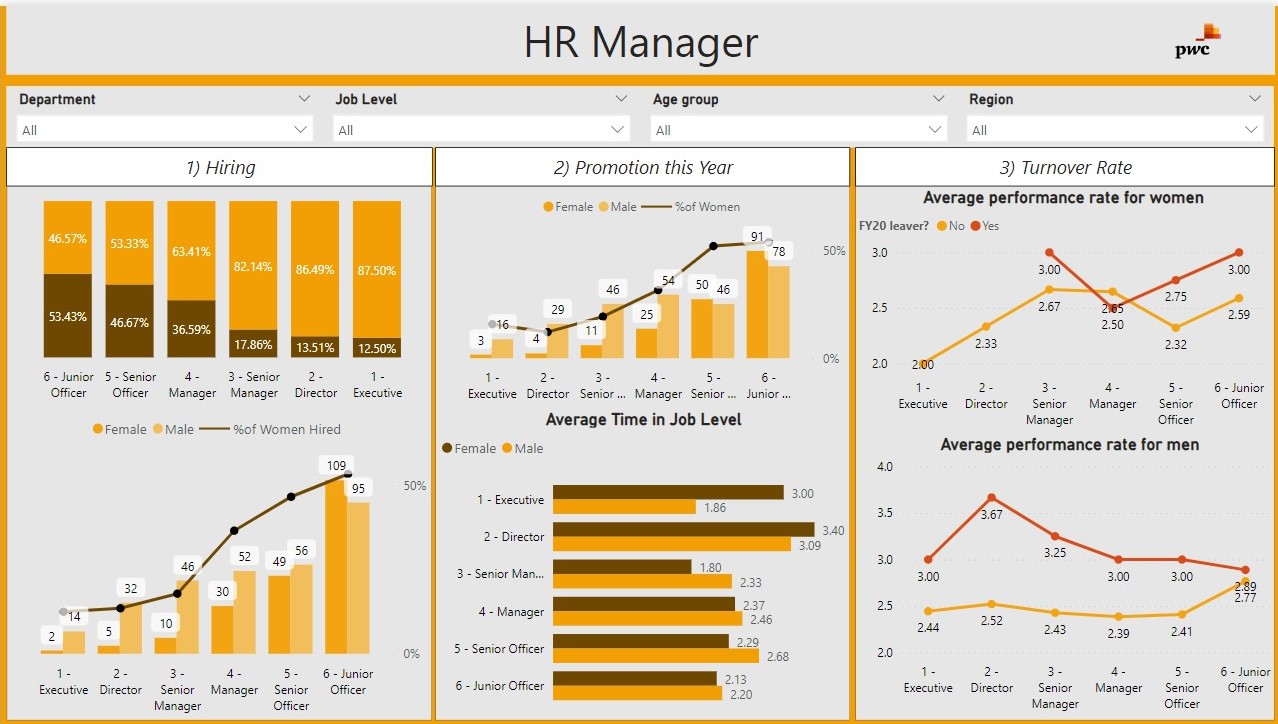 HR Manager
pwc
Department
Job Level
Age group
Region
All
All
All
All
1) Hiring
46.57%
53.33%
63.41%
82.14%
86.49%
87.50%
53.43%
46.67%
36.59%
17.86%
13.51%
12.50%
6 - Junior Officer
5 - Senior Officer
4 - Manager
3 - Senior Manager
2 - Director
1 - Executive
Female Male %of Women Hired
109
95
50%
46
52
49
56
32
30
14
10
2
5
0%
1 - Executive
2 - Director
3 - Senior Manager
4 - Manager
5 - Senior Officer
6 - Junior Officer
2) Promotion this Year
Female Male %of Women
91
78
50%
54
50
46
46
29
25
16
11
3
4
0%
1 - Executive
2 - Director
3 - Senior ...
4 - Manager
5 - Senior ...
6 - Junior ...
Average Time in Job Level
Female Male
1 - Executive
3.00
1.86
2 - Director
3.40
3.09
3 - Senior Man...
1.80
2.33
4 - Manager
2.37
2.46
5 - Senior Officer
2.29
2.68
6 - Junior Officer
2.13
2.20
3) Turnover Rate
Average performance rate for women
FY20 leaver? No Yes
3.0
2.5
2.0
3.00
3.00
2.67
2.75
2.65
2.50
2.59
2.33
2.32
2.00
1 - Executive
2 - Director
3 - Senior Manager
4 - Manager
5 - Senior Officer
6 - Junior Officer
Average performance rate for men
4.0
3.5
3.0
2.5
2.0
3.67
3.25
3.00
3.00
3.00
2.89
2.77
2.44
2.52
2.43
2.39
2.41
1 - Executive
2 - Director
3 - Senior Manager
4 - Manager
5 - Senior Officer
6 - Junior Officer